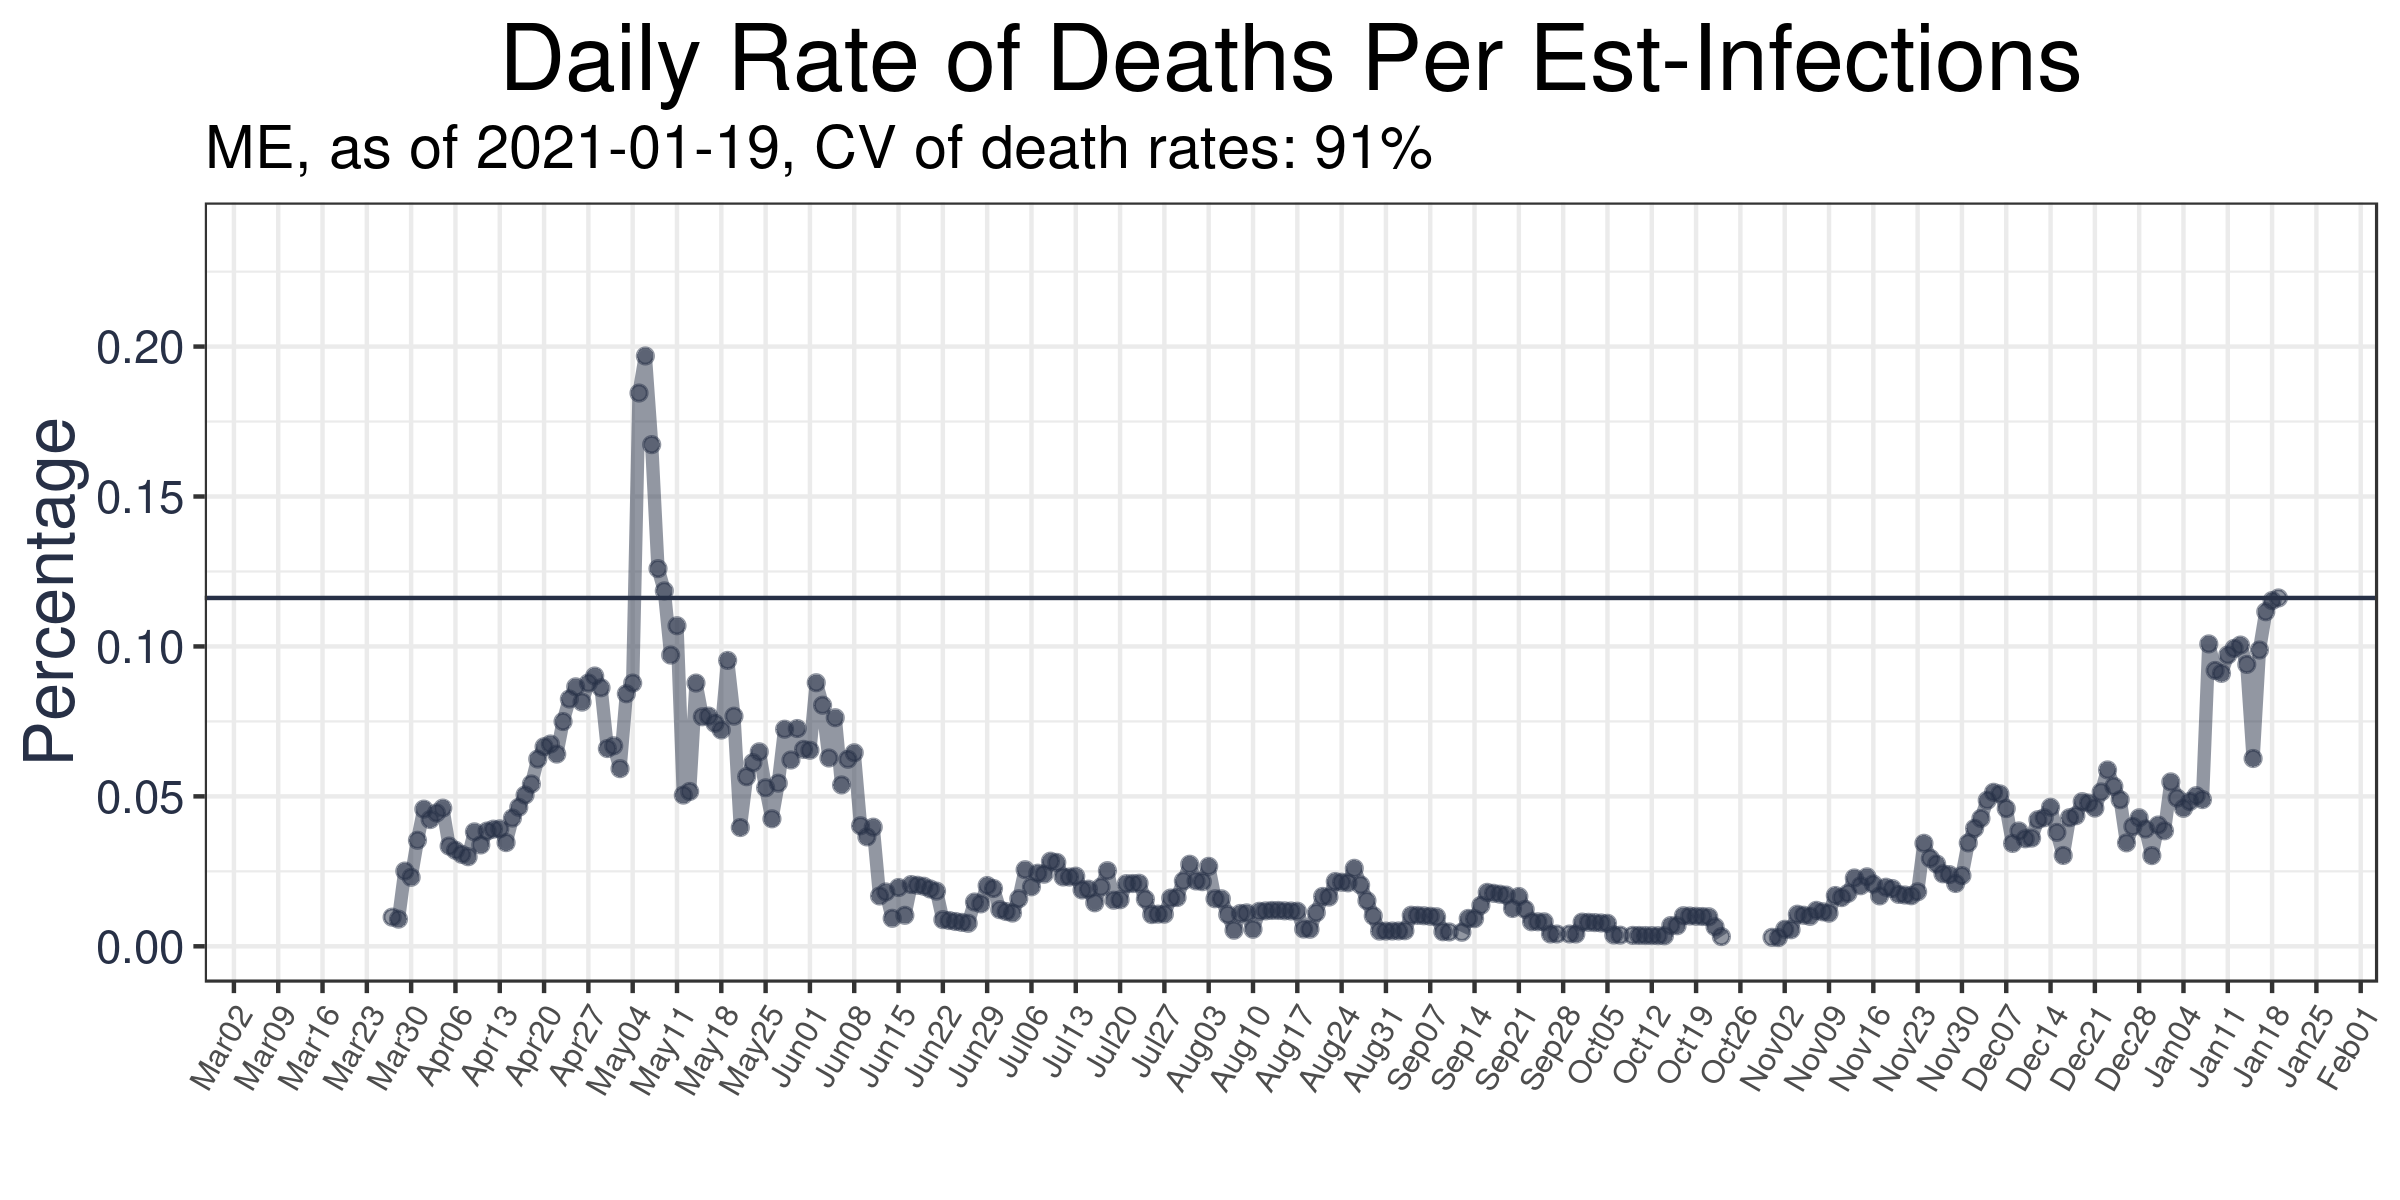 Daily Rate of Deaths Per Est-Infections
ME, as of 2021-01-19, CV of death rates: 91%
Percentage
0.20
0.15
0.10
0.05
0.00
Mar02
Mar09
Mar16
Mar23
Mar30
Apr06
Apr13
Apr20
Apr27
May04
May11
May18
May25
Jun01
Jun08
Jun15
Jun22
Jun29
Jul06
Jul13
Jul20
Jul27
Aug03
Aug10
Aug17
Aug24
Aug31
Sep07
Sep14
Sep21
Sep28
Oct05
Oct12
Oct19
Oct26
Nov02
Nov09
Nov16
Nov23
Nov30
Dec07
Dec14
Dec21
Dec28
Jan04
Jan11
Jan18
Jan25
Feb01